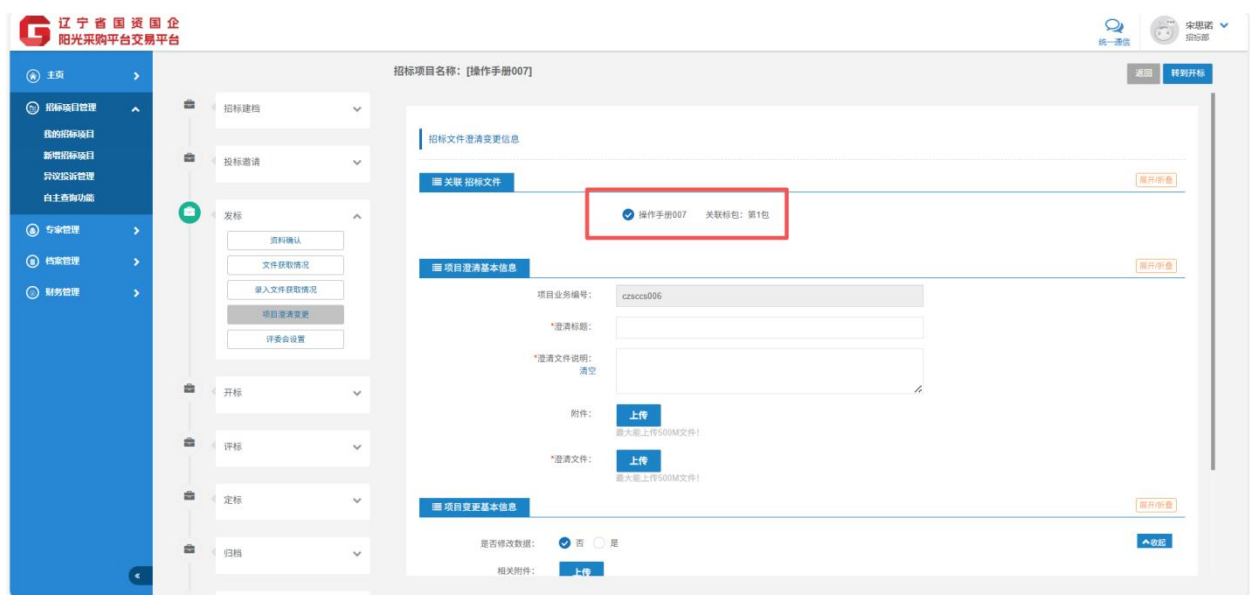 辽宁省国资国企
阳光采购平台交易平台
统一通信
宋思诺
招标部
主页
招标项目管理
我的招标项目
新增招标项目
异议投诉管理
自主查询功能
专家管理
档案管理
财务管理
招标项目名称：[操作手册007]
返回
转到开标
招标建档
投标邀请
发标
资料确认
文件获取情况
录入文件获取情况
项目澄清变更
评委会设置
开标
评标
定标
归档
招标文件澄清变更信息
关联 招标文件
展开/折叠
操作手册007 关联标包：第1包
项目澄清基本信息
展开/折叠
项目业务编号： czsccs006
*澄清标题：
*澄清文件说明：
清空
附件： 上传
最大能上传500M文件！
*澄清文件： 上传
最大能上传500M文件！
项目变更基本信息
展开/折叠
是否修改数据： 否 是
收起
相关附件： 上传